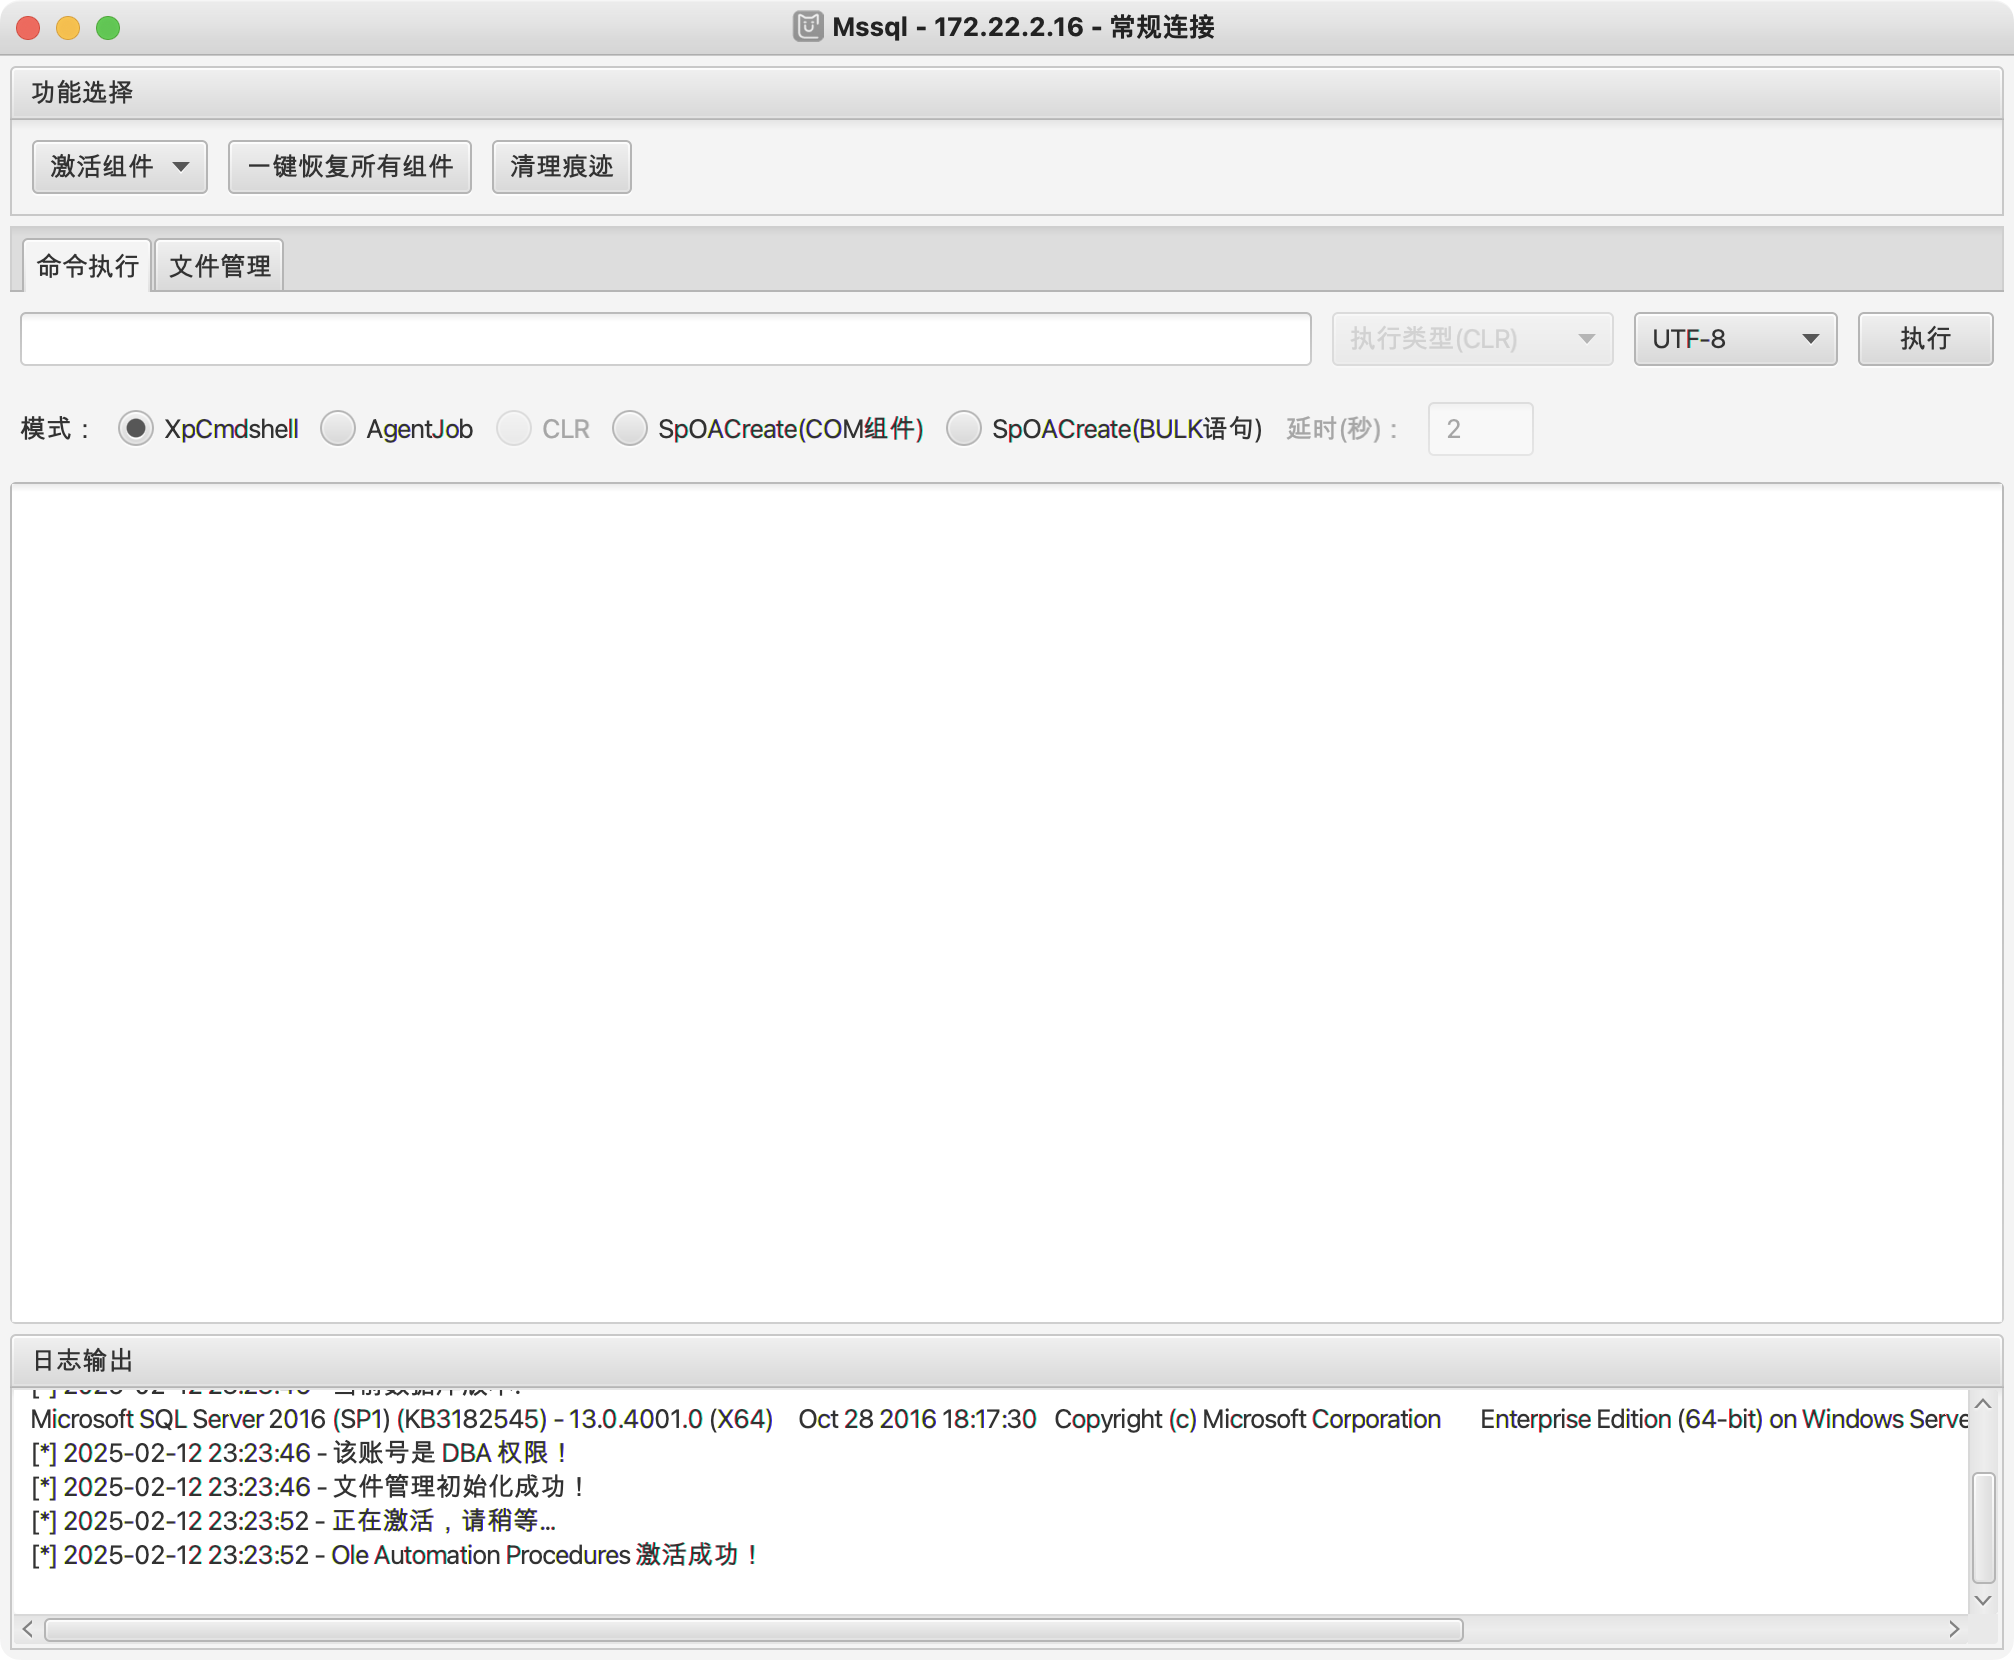 Mssql - 172.22.2.16 - 常规连接
功能选择
激活组件 一键恢复所有组件 清理痕迹
命令执行 文件管理
执行类型(CLR) UTF-8 执行
模式： XpCmdshell AgentJob CLR SpOACreate(COM组件) SpOACreate(BULK语句) 延时(秒)： 2
日志输出
Microsoft SQL Server 2016 (SP1) (KB3182545) - 13.0.4001.0 (X64) Oct 28 2016 18:17:30 Copyright (c) Microsoft Corporation Enterprise Edition (64-bit) on Windows Serve
[*] 2025-02-12 23:23:46 - 该账号是 DBA 权限！
[*] 2025-02-12 23:23:46 - 文件管理初始化成功！
[*] 2025-02-12 23:23:52 - 正在激活，请稍等...
[*] 2025-02-12 23:23:52 - Ole Automation Procedures 激活成功！